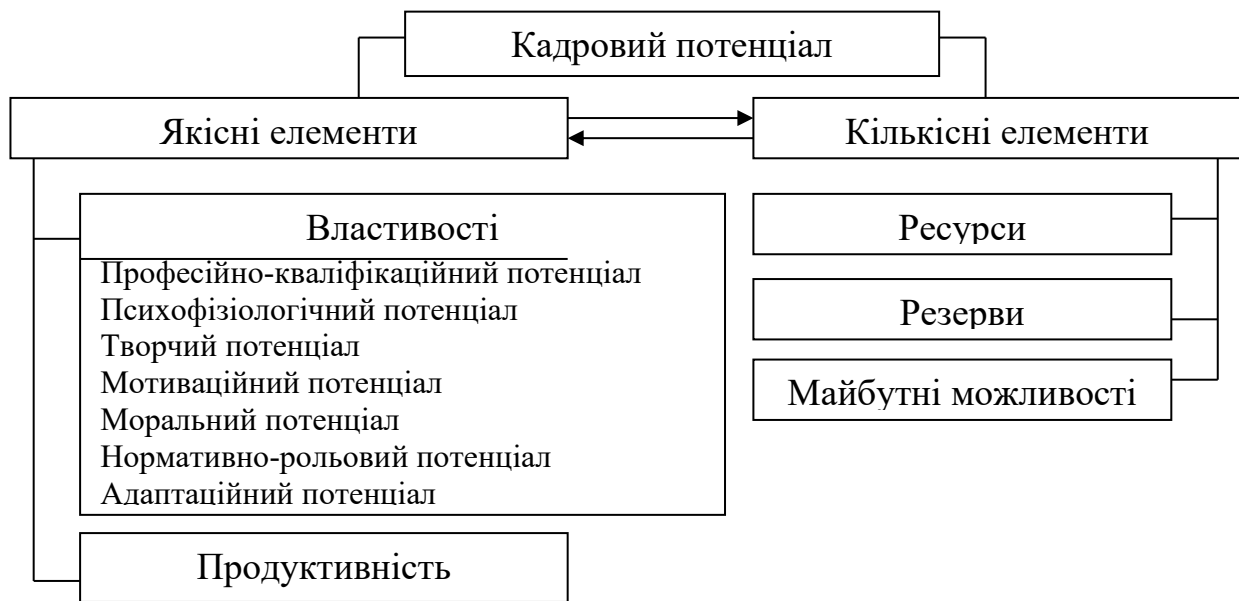 Кадровий потенціал
Якісні елементи
Кількісні елементи
Властивості
Професійно-кваліфікаційний потенціал
Психофізіологічний потенціал
Творчий потенціал
Мотиваційний потенціал
Моральний потенціал
Нормативно-рольовий потенціал
Адаптаційний потенціал
Продуктивність
Ресурси
Резерви
Майбутні можливості